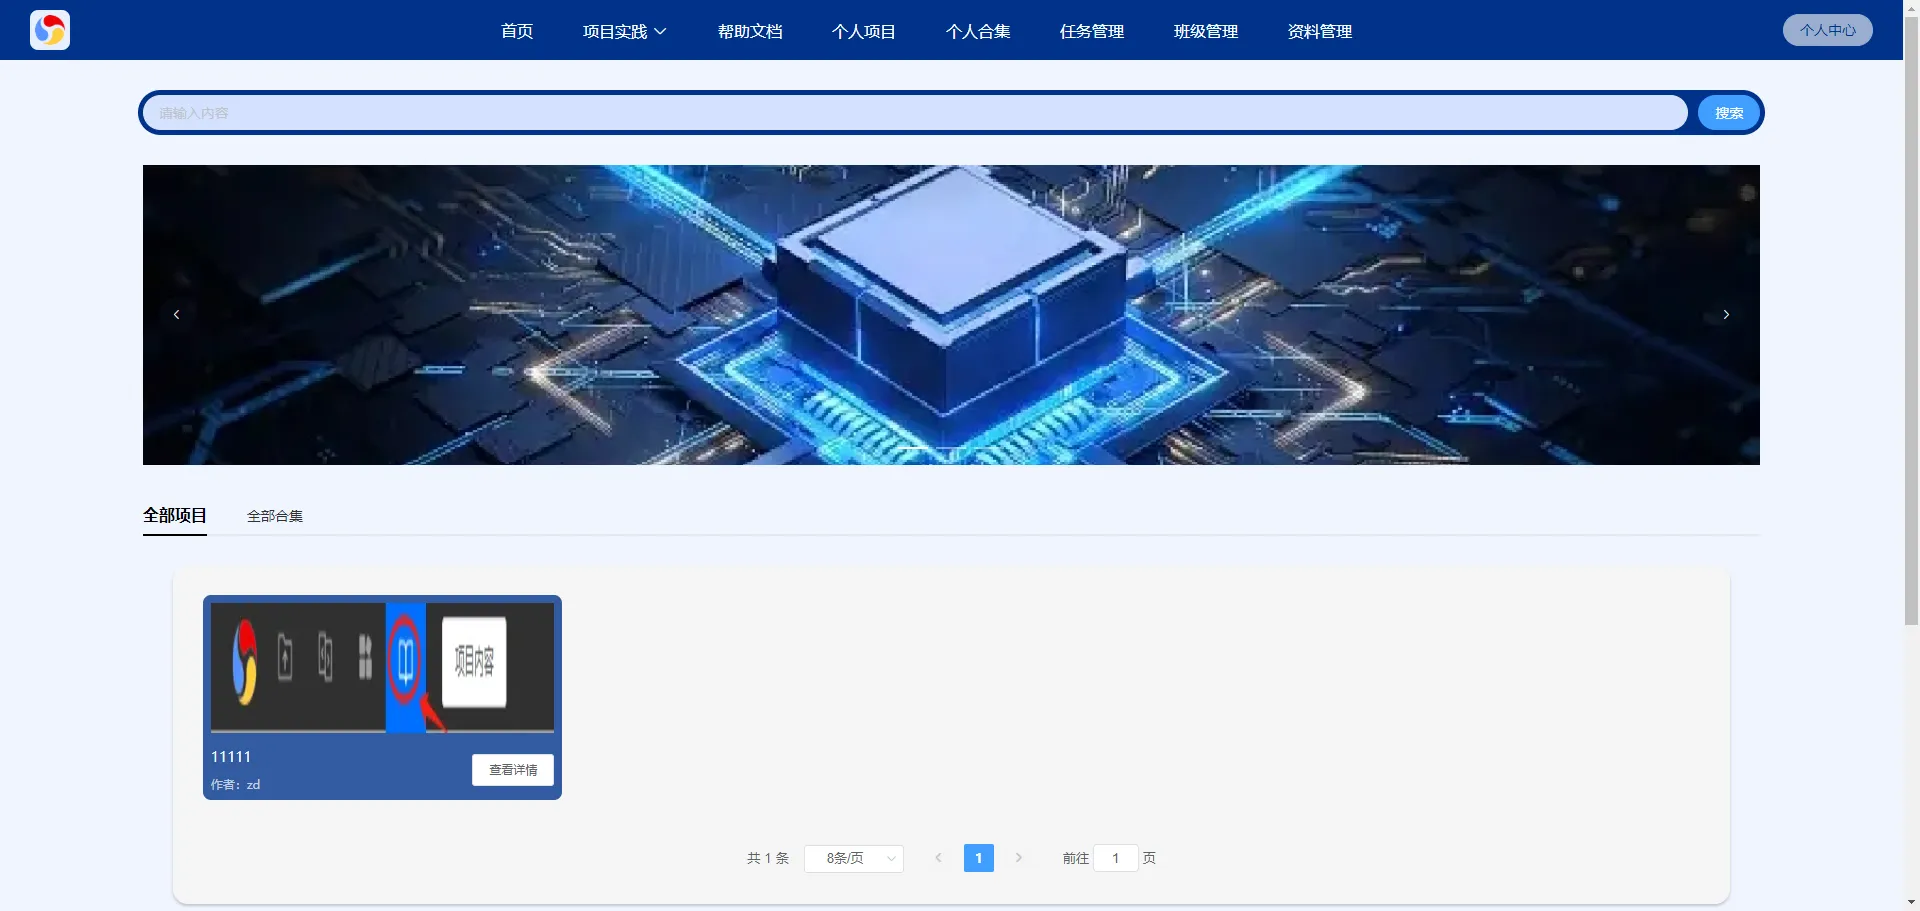 首页 项目实践 帮助文档 个人项目 个人合集 任务管理 班级管理 资料管理 个人中心
请输入内容 搜索
全部项目 全部合集
项目内容
11111
查看详情
作者：zd
共 1 条 8条/页 1 前往 1 页